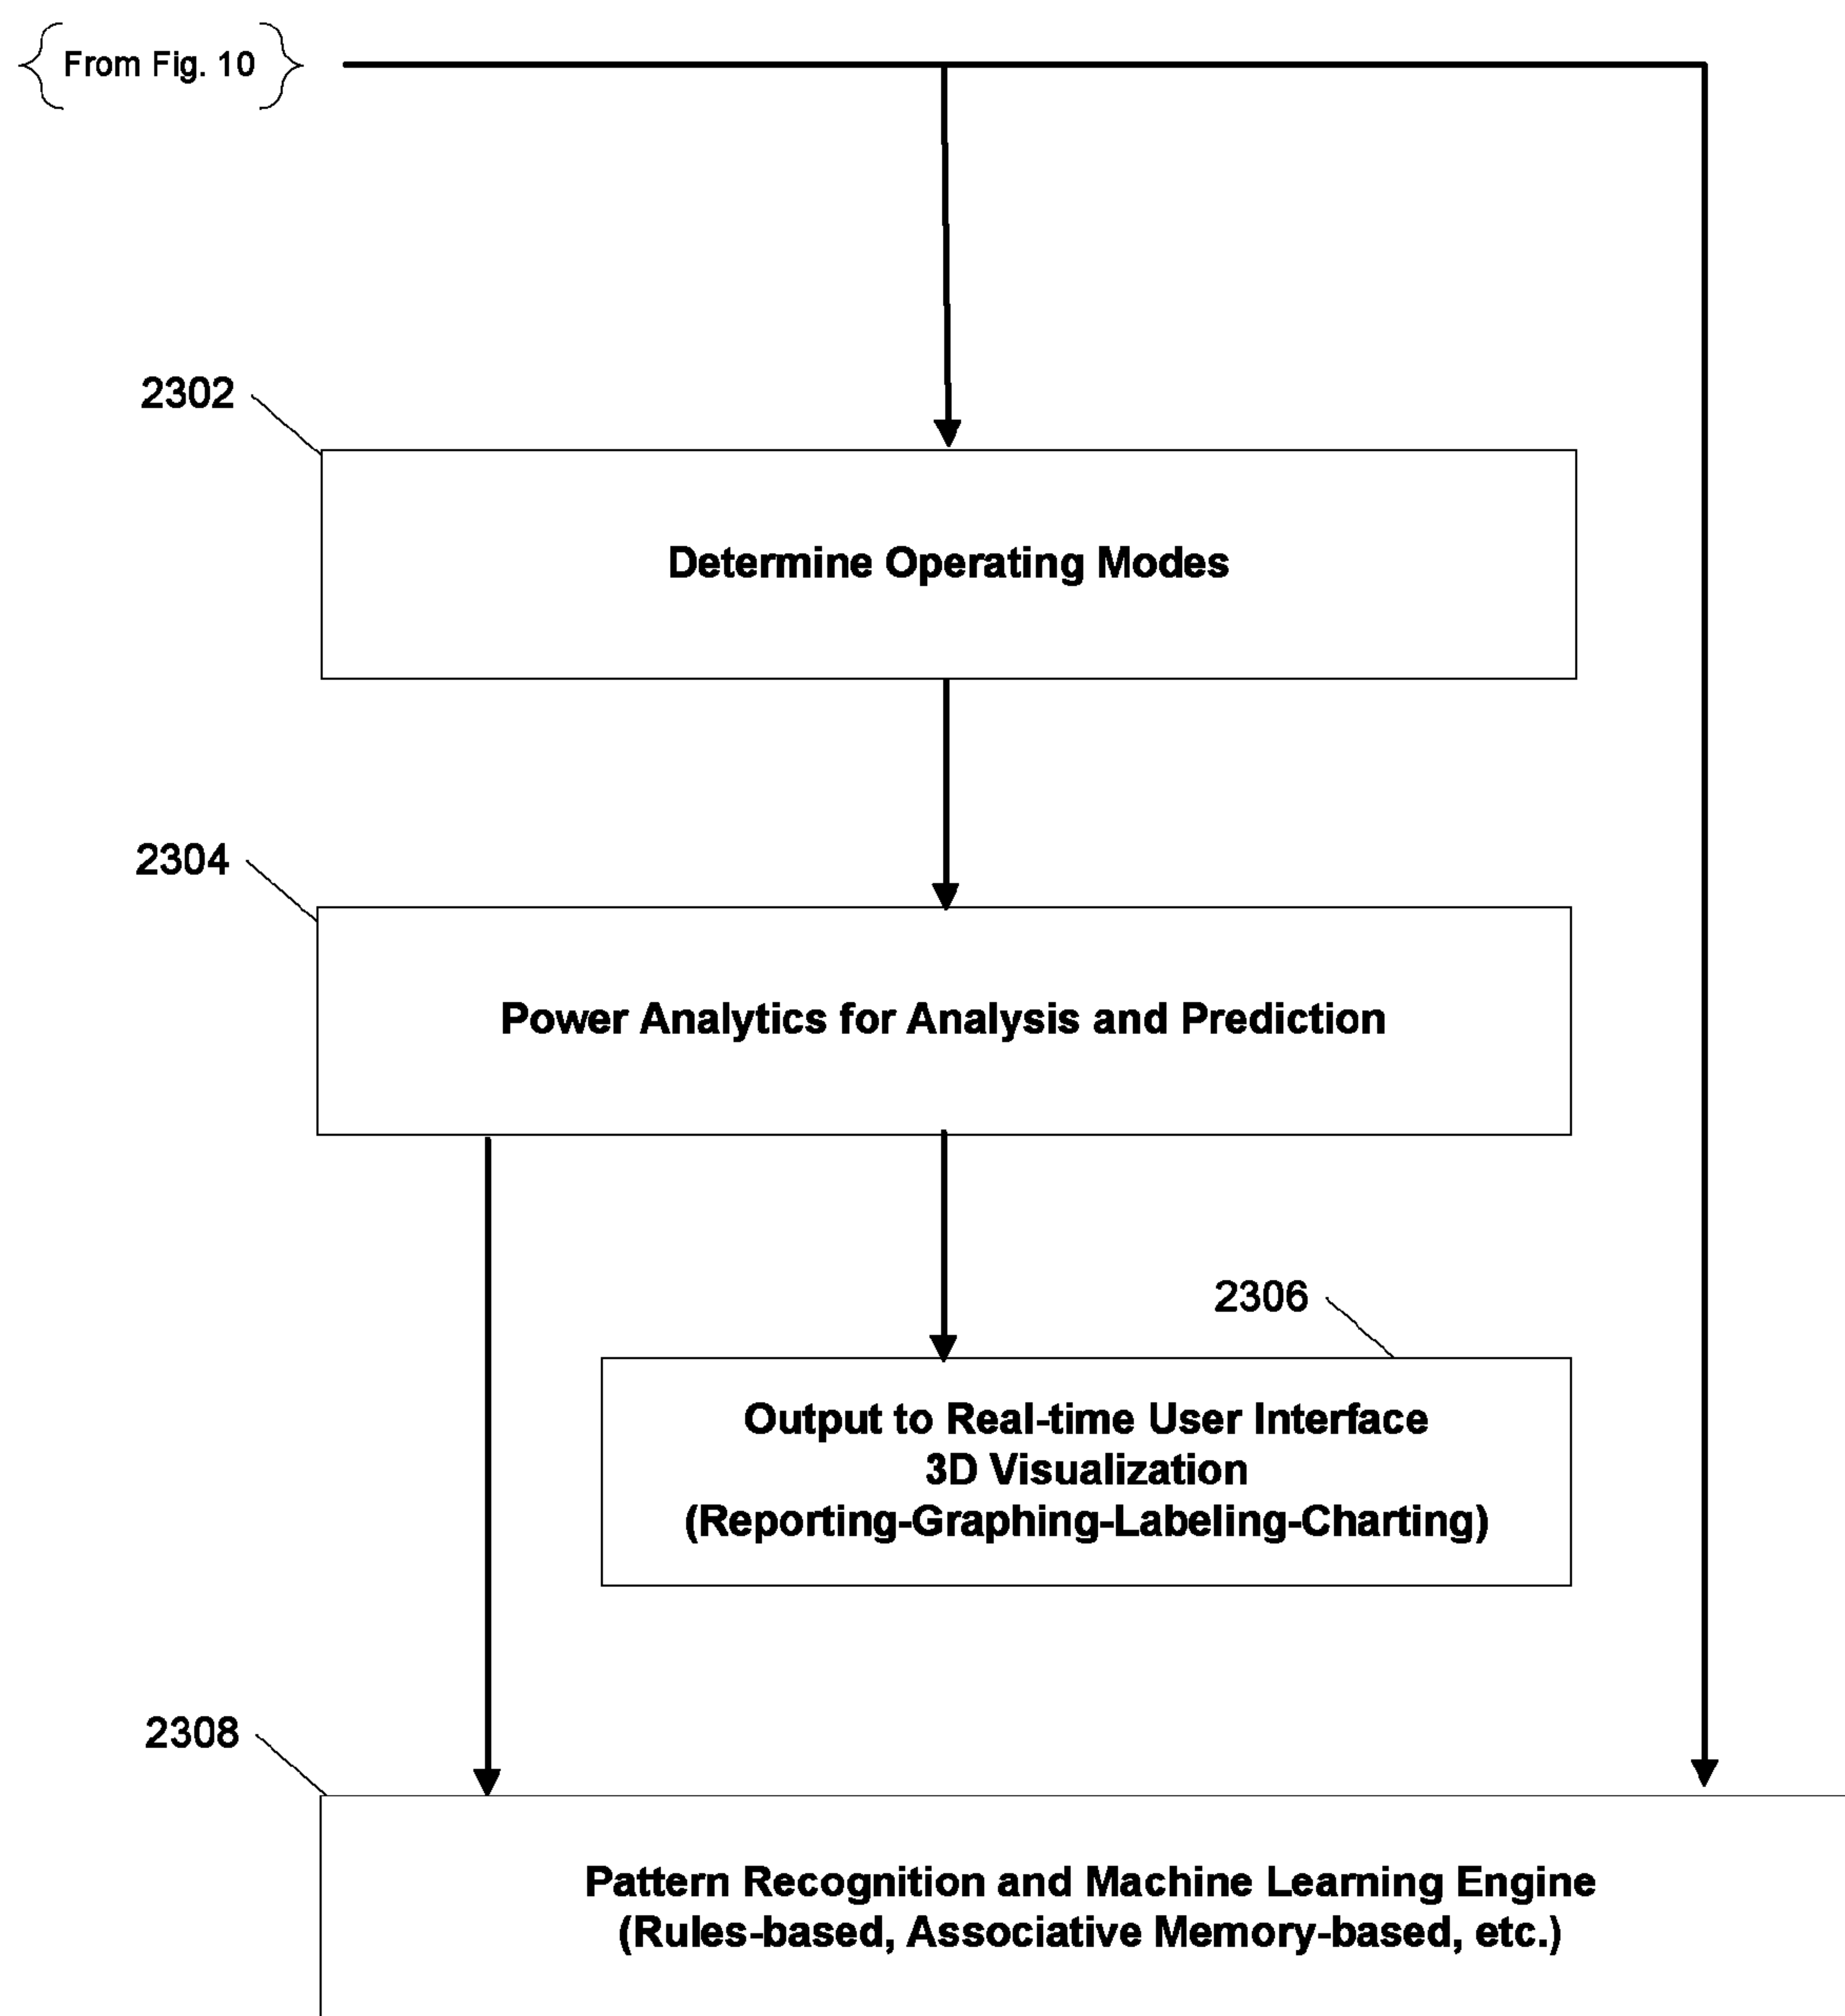 From Fig. 10
2302
Determine Operating Modes
2304
Power Analytics for Analysis and Prediction
2306
Output to Real-time User Interface
3D Visualization
(Reporting-Graphing-Labeling-Charting)
2308
Pattern Recognition and Machine Learning Engine
(Rules-based, Associative Memory-based, etc.)